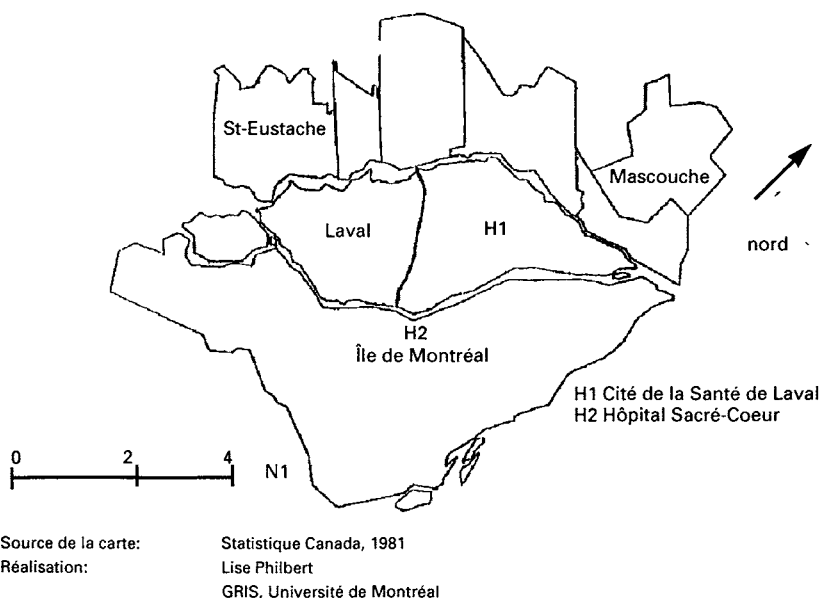 St-Eustache
Mascouche
Laval
H1
nord
H2
Île de Montréal
H1 Cité de la Santé de Laval
H2 Hôpital Sacré-Coeur
0 2 4
N1
Source de la carte: Statistique Canada, 1981
Réalisation: Lise Philbert
GRIS, Université de Montréal